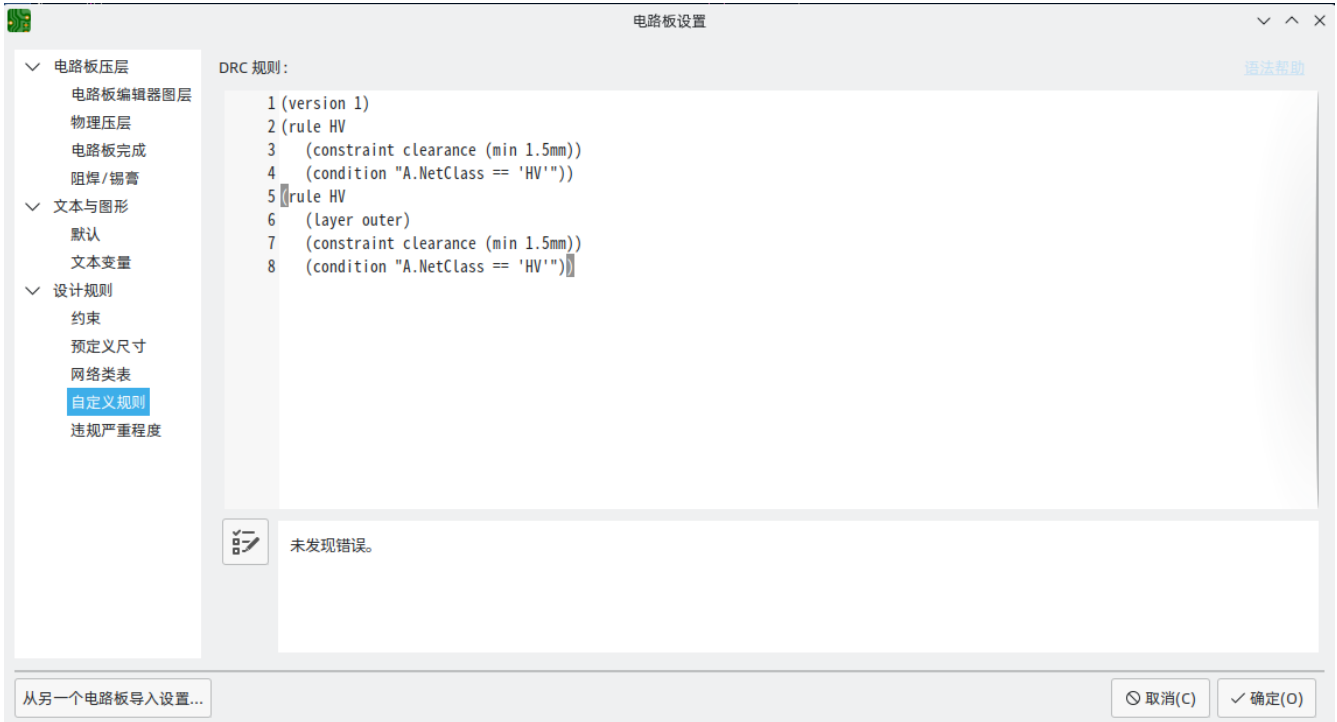 电路板设置
电路板压层
电路板编辑器图层
物理压层
电路板完成
阻焊/锡膏
文本与图形
默认
文本变量
设计规则
约束
预定义尺寸
网络类表
自定义规则
违规严重程度
DRC 规则:
语法帮助
1 (version 1)
2 (rule HV
3 (constraint clearance (min 1.5mm))
4 (condition "A.NetClass == 'HV'"))
5 (rule HV
6 (layer outer)
7 (constraint clearance (min 1.5mm))
8 (condition "A.NetClass == 'HV'"))
未发现错误。
从另一个电路板导入设置...
取消(C)
确定(O)